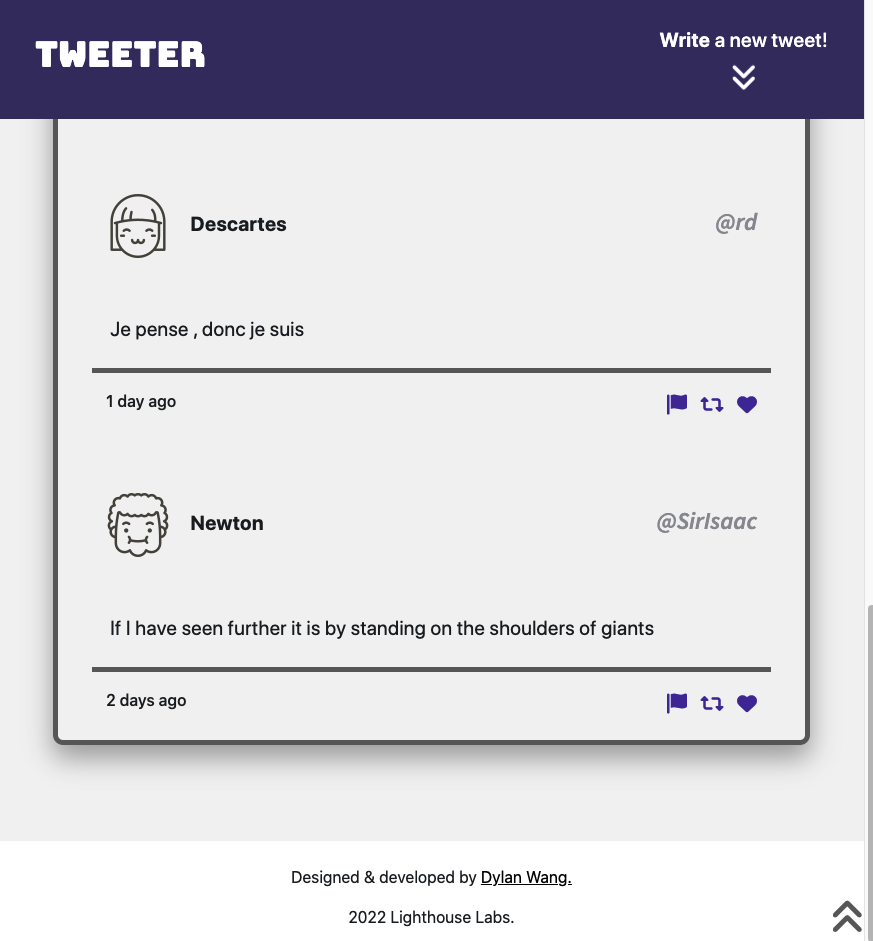 TWEETER
Write a new tweet!
Descartes
@rd
Je pense , donc je suis
1 day ago
Newton
@SirIsaac
If I have seen further it is by standing on the shoulders of giants
2 days ago
Designed & developed by Dylan Wang.
2022 Lighthouse Labs.